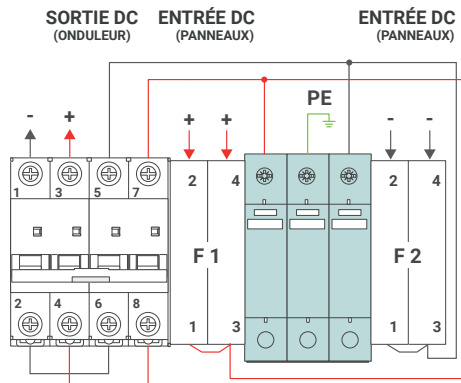 SORTIE DC ENTRÉE DC ENTRÉE DC
(ONDULEUR) (PANNEAUX) (PANNEAUX)
PE
- + + + - -
1 3 5 7 2 4 2 4
F 1 F 2
2 4 6 8 1 3 1 3